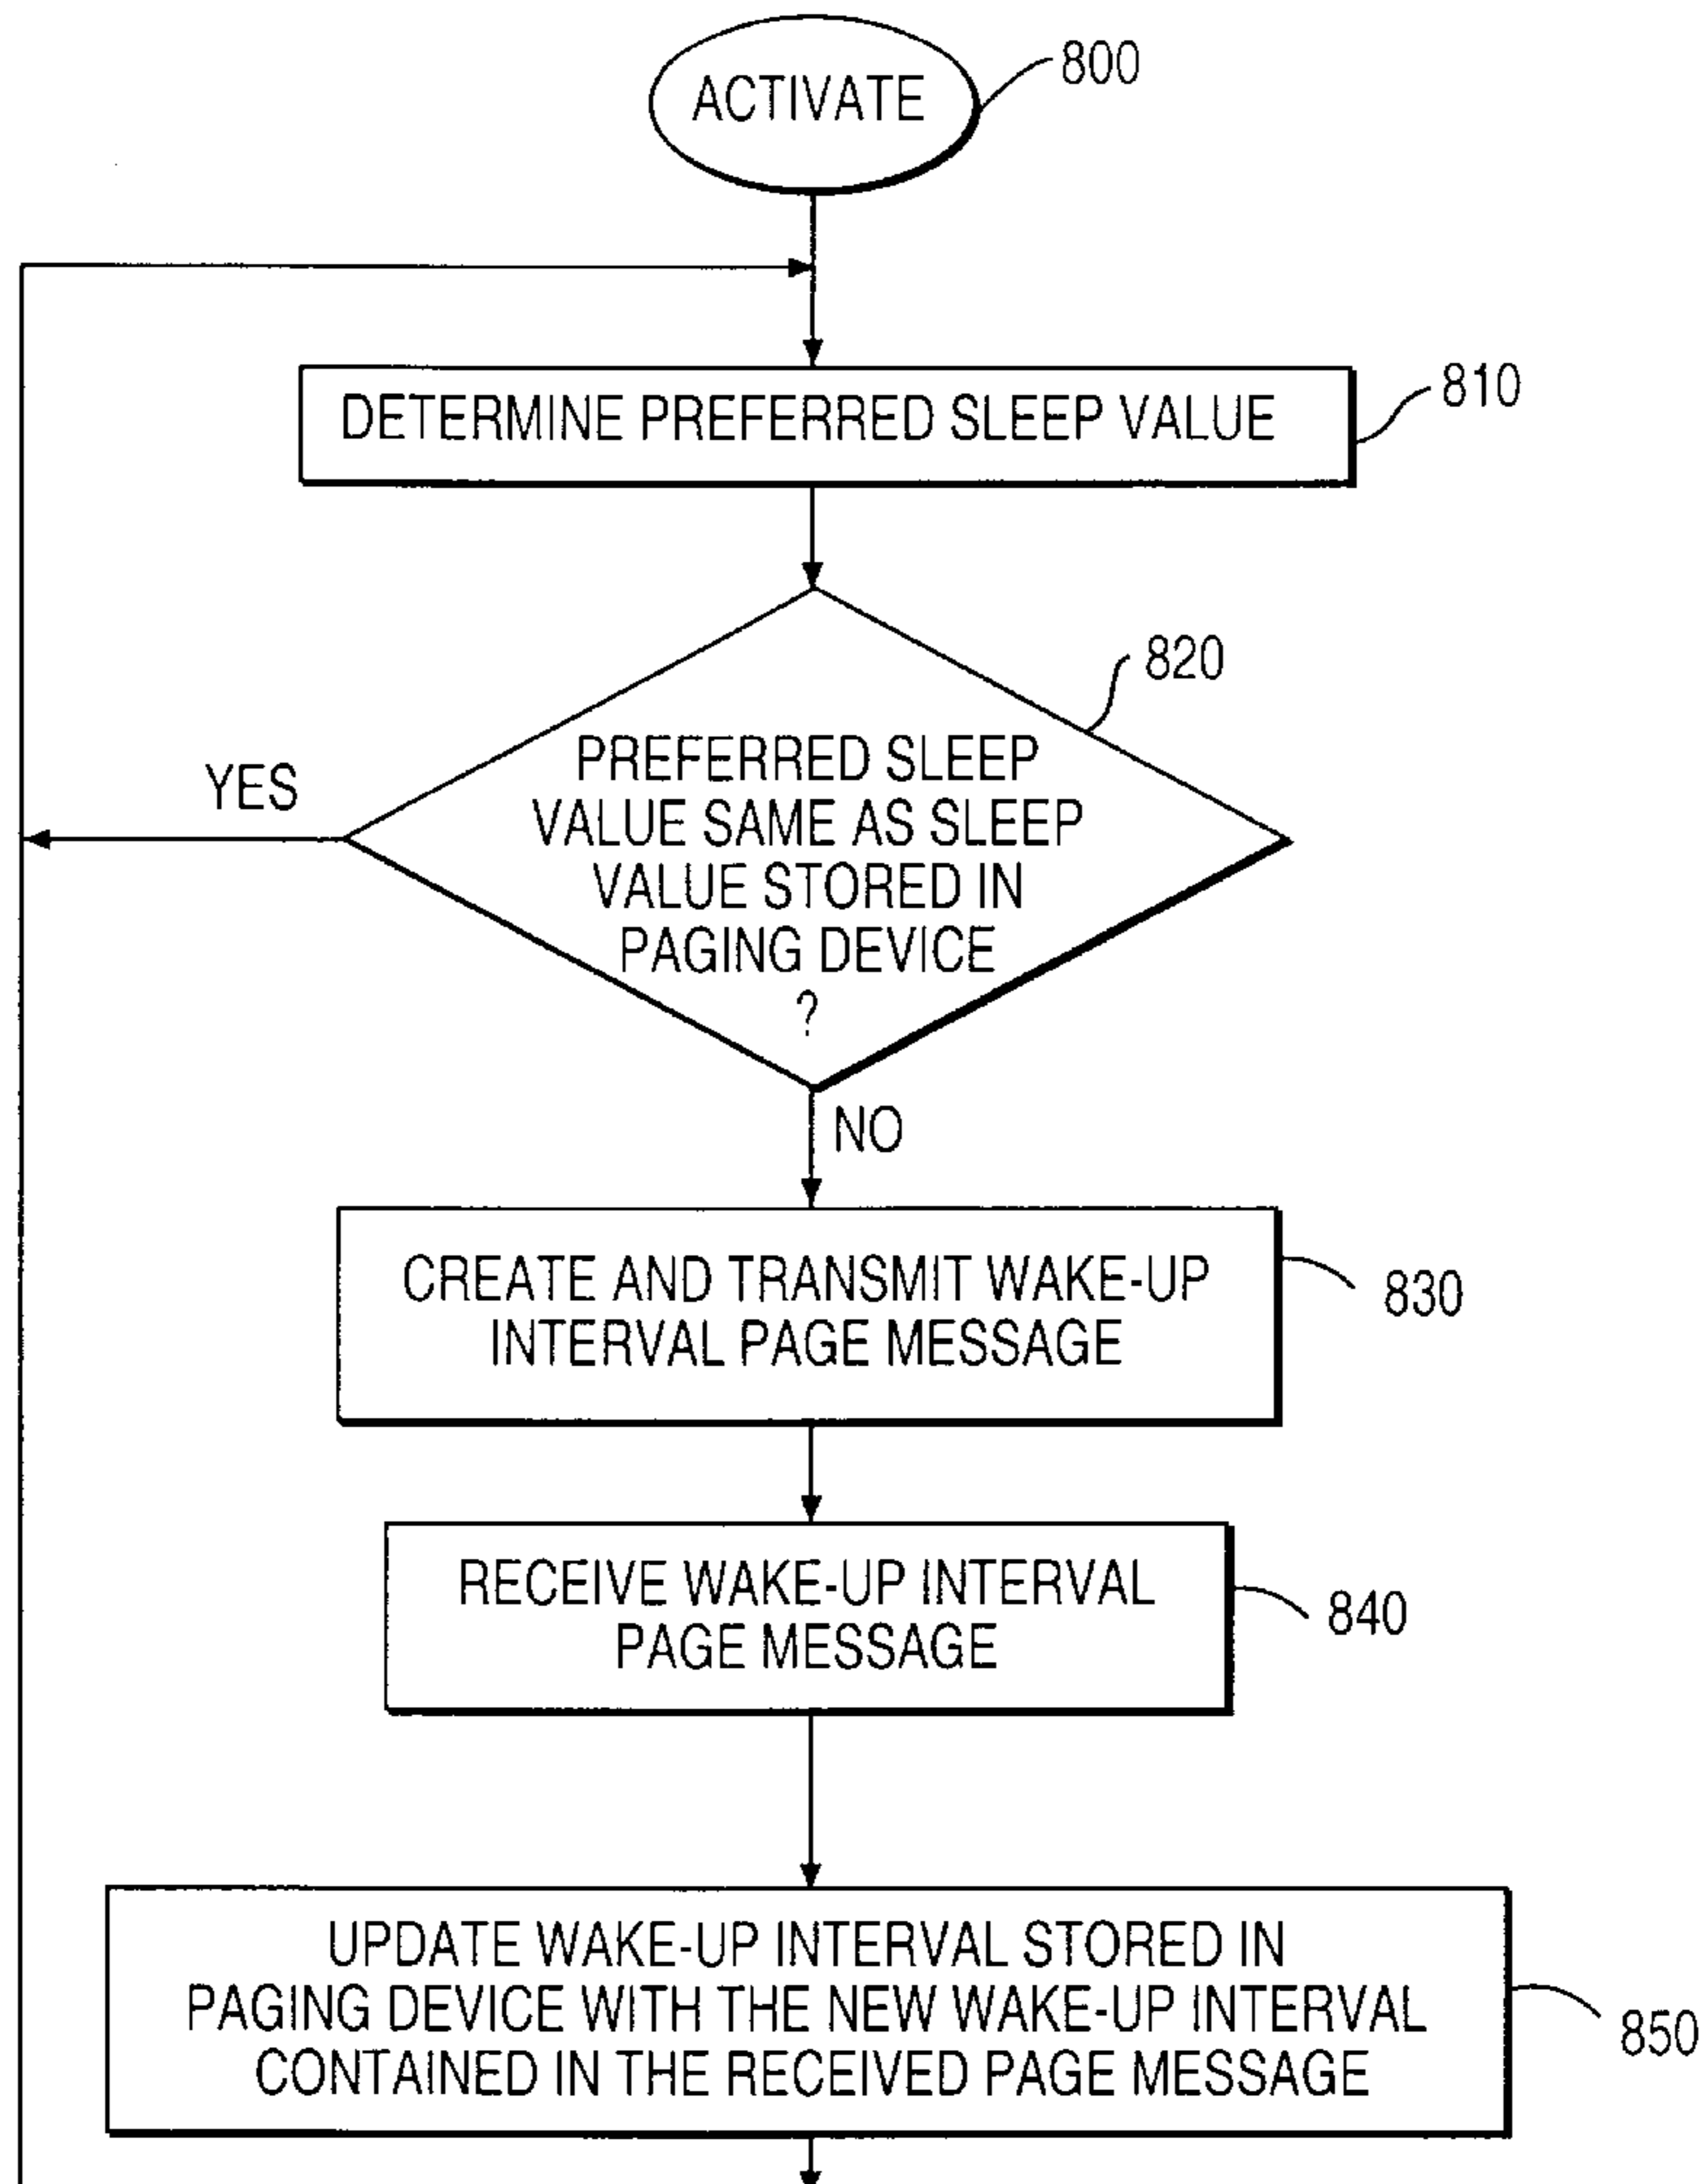 ACTIVATE
800
DETERMINE PREFERRED SLEEP VALUE
810
820
PREFERRED SLEEP
VALUE SAME AS SLEEP
VALUE STORED IN
PAGING DEVICE
?
YES
NO
CREATE AND TRANSMIT WAKE-UP
INTERVAL PAGE MESSAGE
830
RECEIVE WAKE-UP INTERVAL
PAGE MESSAGE
840
UPDATE WAKE-UP INTERVAL STORED IN
PAGING DEVICE WITH THE NEW WAKE-UP INTERVAL
CONTAINED IN THE RECEIVED PAGE MESSAGE
850